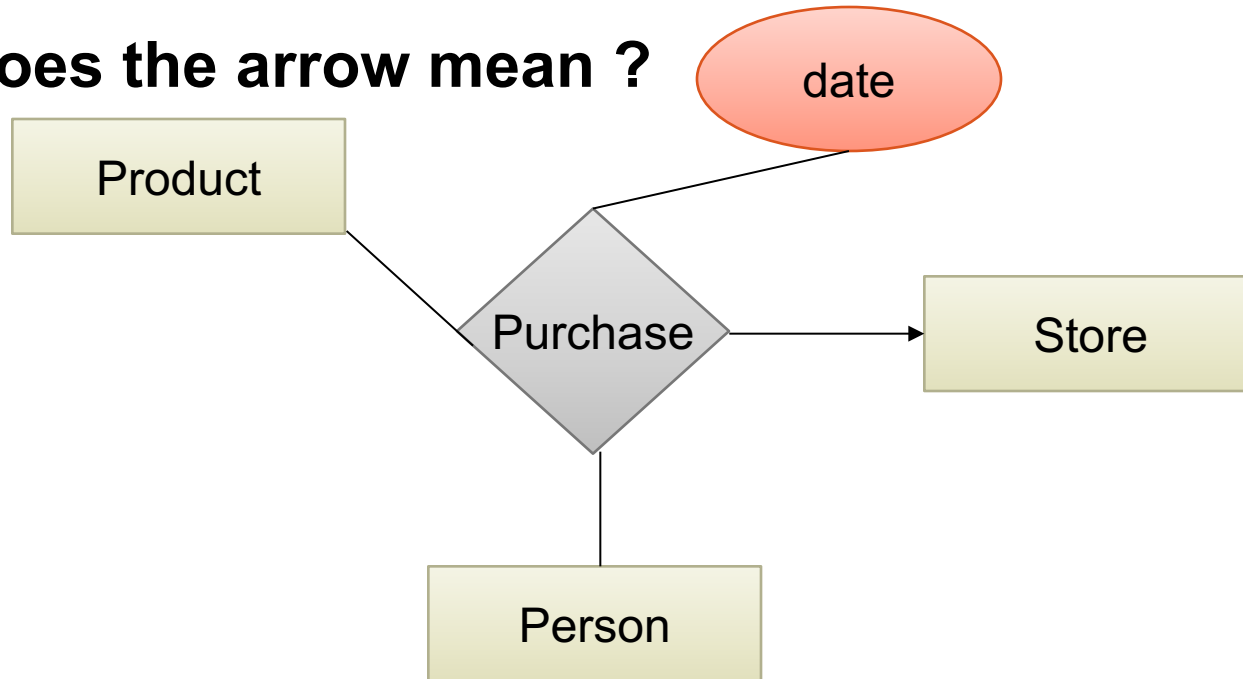 oes the arrow mean ?
date
Product
Purchase
Store
Person